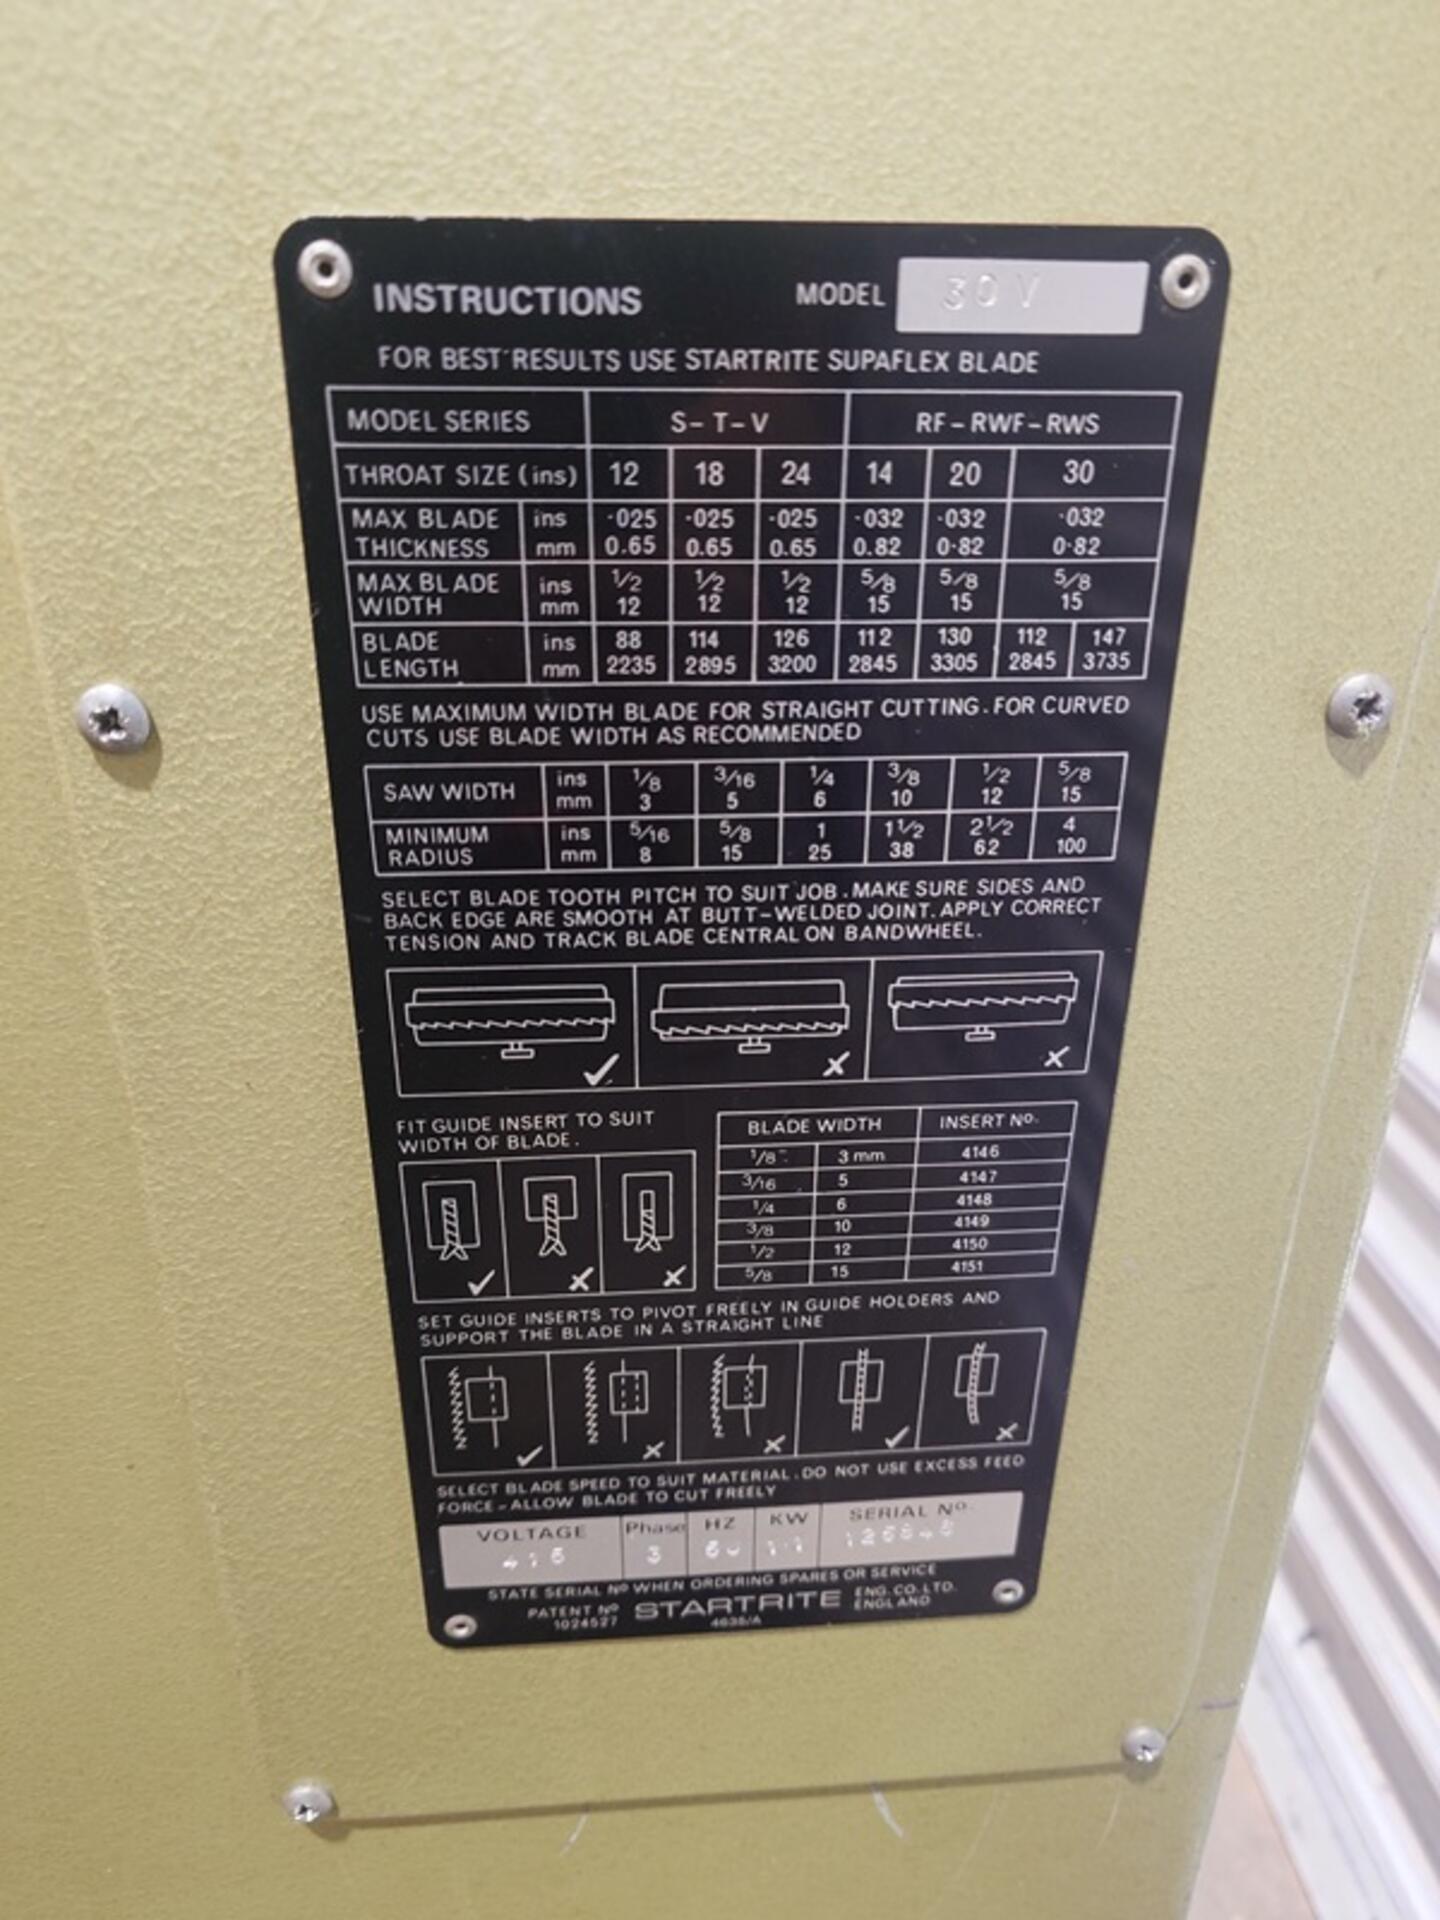 INSTRUCTIONS MODEL 30 V
FOR BEST RESULTS USE STARTRITE SUPAFLEX BLADE
MODEL SERIES S-T-V RF-RWF-RWS
THROAT SIZE (ins) 12 18 24 14 20 30
MAX BLADE ins ·025 ·025 ·025 ·032 ·032 ·032
THICKNESS mm 0.65 0.65 0.65 0.82 0·82 0·82
MAX BLADE ins 1/2 1/2 1/2 5/8 5/8 5/8
WIDTH mm 12 12 12 15 15 15
BLADE ins 88 114 126 112 130 112 147
LENGTH mm 2235 2895 3200 2845 3305 2845 3735
USE MAXIMUM WIDTH BLADE FOR STRAIGHT CUTTING. FOR CURVED
CUTS USE BLADE WIDTH AS RECOMMENDED
SAW WIDTH ins 1/8 3/16 1/4 3/8 1/2 5/8
mm 3 5 6 10 12 15
MINIMUM ins 5/16 5/8 1 1 1/2 2 1/2 4
RADIUS mm 8 15 25 38 62 100
SELECT BLADE TOOTH PITCH TO SUIT JOB. MAKE SURE SIDES AND
BACK EDGE ARE SMOOTH AT BUTT-WELDED JOINT. APPLY CORRECT
TENSION AND TRACK BLADE CENTRAL ON BANDWHEEL.
FIT GUIDE INSERT TO SUIT
WIDTH OF BLADE.
BLADE WIDTH INSERT No.
1/8" 3 mm 4146
3/16 5 4147
1/4 6 4148
3/8 10 4149
1/2 12 4150
5/8 15 4151
SET GUIDE INSERTS TO PIVOT FREELY IN GUIDE HOLDERS AND
SUPPORT THE BLADE IN A STRAIGHT LINE
SELECT BLADE SPEED TO SUIT MATERIAL. DO NOT USE EXCESS FEED
FORCE - ALLOW BLADE TO CUT FREELY
VOLTAGE Phase HZ KW SERIAL No.
3 1·1
STATE SERIAL No WHEN ORDERING SPARES OR SERVICE
PATENT No
1024527
STARTRITE
4635/A
ENG. CO. LTD.
ENGLAND